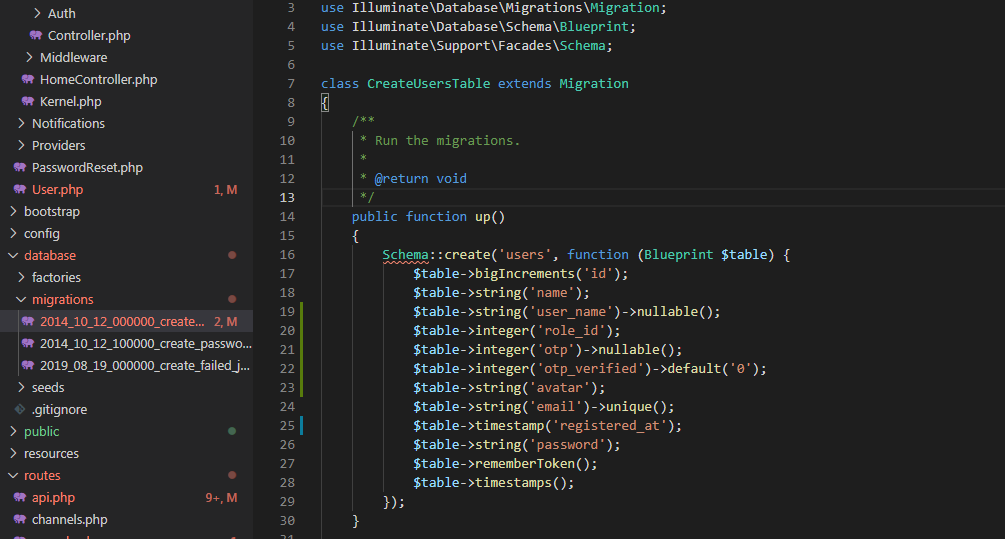 Auth
Controller.php
Middleware
HomeController.php
Kernel.php
Notifications
Providers
PasswordReset.php
User.php 1, M
bootstrap
config
database
factories
migrations
2014_10_12_000000_create... 2, M
2014_10_12_100000_create_passwo...
2019_08_19_000000_create_failed_j...
seeds
.gitignore
public
resources
routes
api.php 9+, M
channels.php
3 use Illuminate\Database\Migrations\Migration;
4 use Illuminate\Database\Schema\Blueprint;
5 use Illuminate\Support\Facades\Schema;
6
7 class CreateUsersTable extends Migration
8 {
9 /**
10 * Run the migrations.
11 *
12 * @return void
13 */
14 public function up()
15 {
16 Schema::create('users', function (Blueprint $table) {
17 $table->bigIncrements('id');
18 $table->string('name');
19 $table->string('user_name')->nullable();
20 $table->integer('role_id');
21 $table->integer('otp')->nullable();
22 $table->integer('otp_verified')->default('0');
23 $table->string('avatar');
24 $table->string('email')->unique();
25 $table->timestamp('registered_at');
26 $table->string('password');
27 $table->rememberToken();
28 $table->timestamps();
29 });
30 }